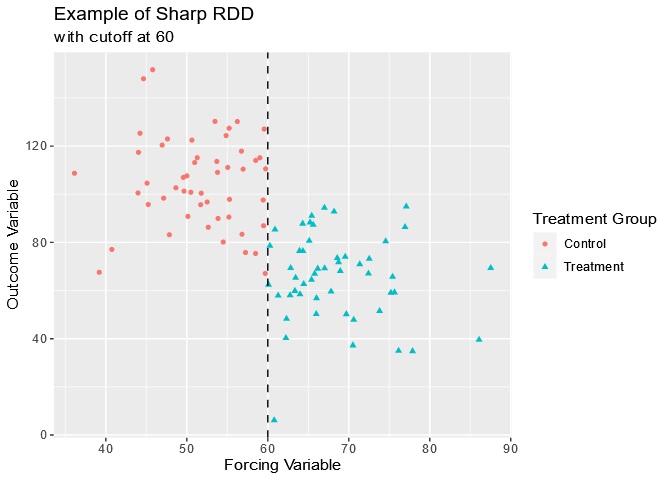 Example of Sharp RDD
with cutoff at 60
Outcome Variable
120
80
40
0
40 50 60 70 80 90
Forcing Variable
Treatment Group
Control
Treatment